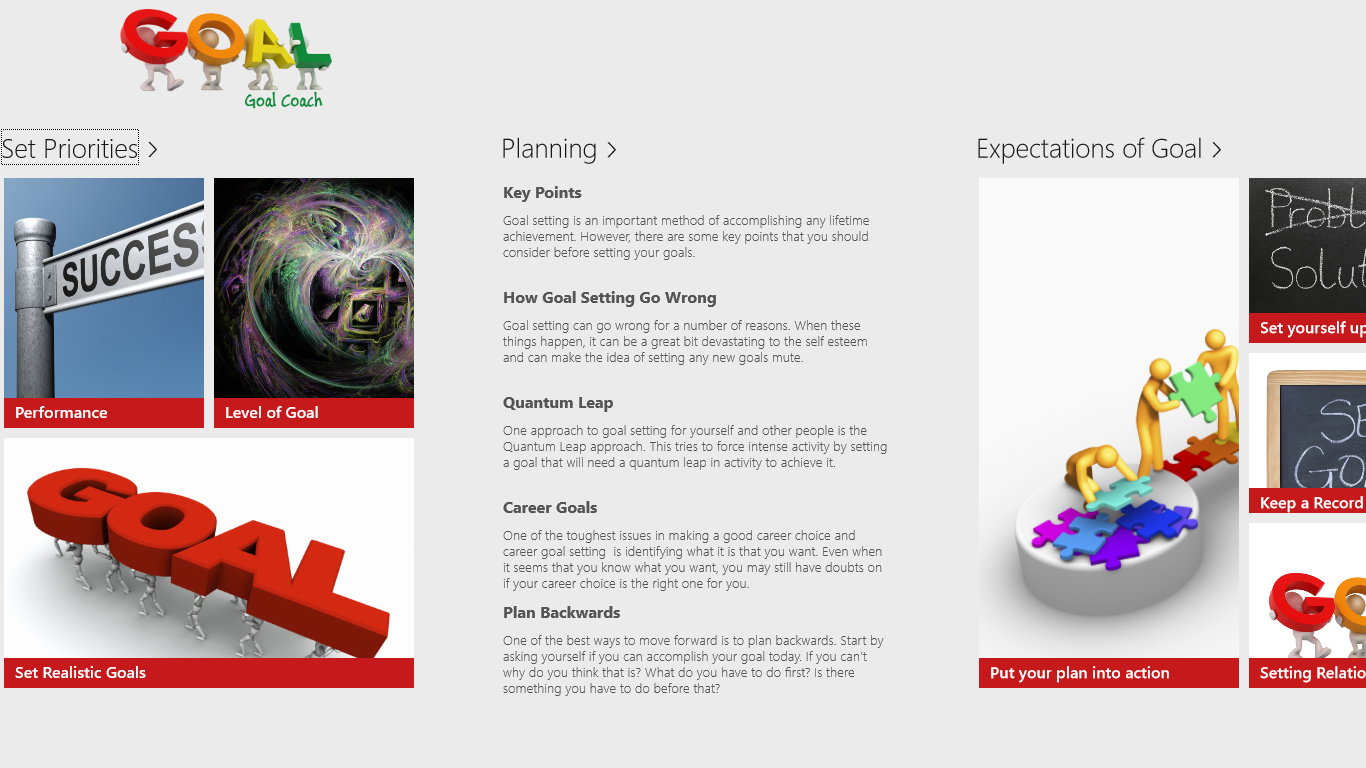 GOAL
Goal Coach
Set Priorities >
SUCCES
Performance
Level of Goal
GOAL
Set Realistic Goals
Planning >
Key Points
Goal setting is an important method of accomplishing any lifetime
achievement. However, there are some key points that you should
consider before setting your goals.
How Goal Setting Go Wrong
Goal setting can go wrong for a number of reasons. When these
things happen, it can be a great bit devastating to the self esteem
and can make the idea of setting any new goals mute.
Quantum Leap
One approach to goal setting for yourself and other people is the
Quantum Leap approach. This tries to force intense activity by setting
a goal that will need a quantum leap in activity to achieve it.
Career Goals
One of the toughest issues in making a good career choice and
career goal setting  is identifying what it is that you want. Even when
it seems that you know what you want, you may still have doubts on
if your career choice is the right one for you.
Plan Backwards
One of the best ways to move forward is to plan backwards. Start by
asking yourself if you can accomplish your goal today. If you can't
why do you think that is? What do you have to do first? Is there
something you have to do before that?
Expectations of Goal >
Put your plan into action
Probl
Solut
Set yourself up
SE
GO
Keep a Record
GO
Setting Relatio